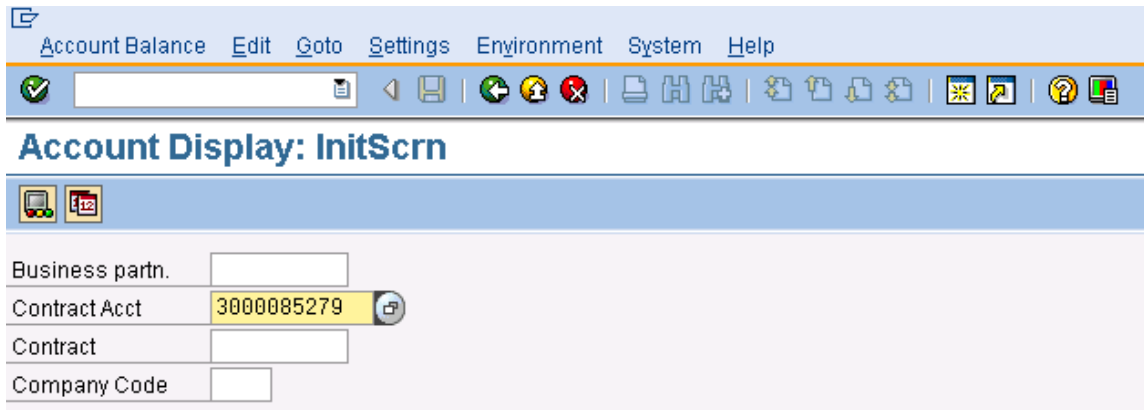 Account Balance Edit Goto Settings Environment System Help
Account Display: InitScrn
12
Business partn.
Contract Acct 3000085279
Contract
Company Code